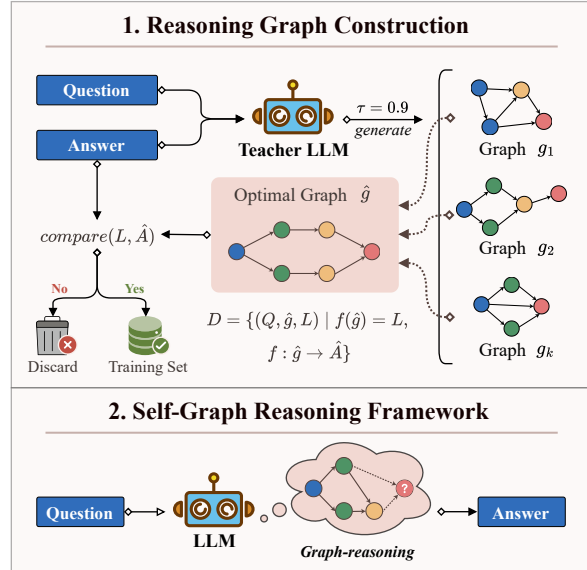 1. Reasoning Graph Construction
Question
Answer
Teacher LLM
τ = 0.9
generate
Graph g₁
Optimal Graph ĝ
compare(L, Â)
Graph g₂
No
Yes
D = {(Q, ĝ, L) | f(ĝ) = L,
f : ĝ → Â}
Discard
Training Set
Graph gₖ
2. Self-Graph Reasoning Framework
Question
LLM
?
Graph-reasoning
Answer